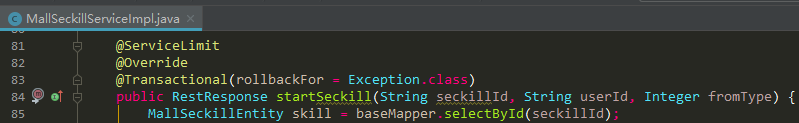 MallSeckillServiceImpl.java
81 @ServiceLimit
82 @Override
83 @Transactional(rollbackFor = Exception.class)
84 public RestResponse startSeckill(String seckillId, String userId, Integer fromType) {
85 MallSeckillEntity skill = baseMapper.selectById(seckillId);